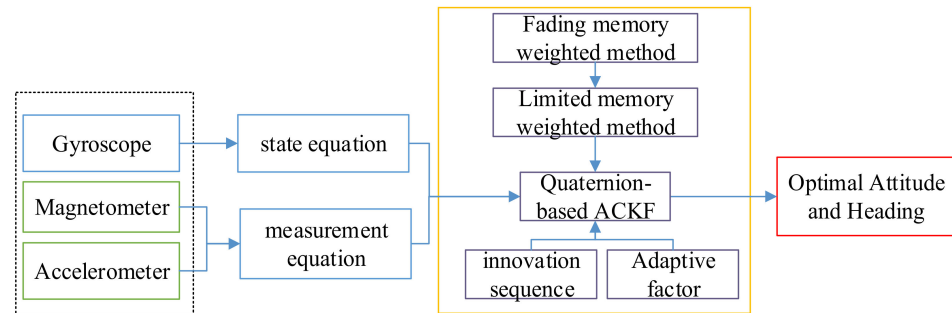 Gyroscope
Magnetometer
Accelerometer
state equation
measurement
equation
Fading memory
weighted method
Limited memory
weighted method
Quaternion-
based ACKF
innovation
sequence
Adaptive
factor
Optimal Attitude
and Heading